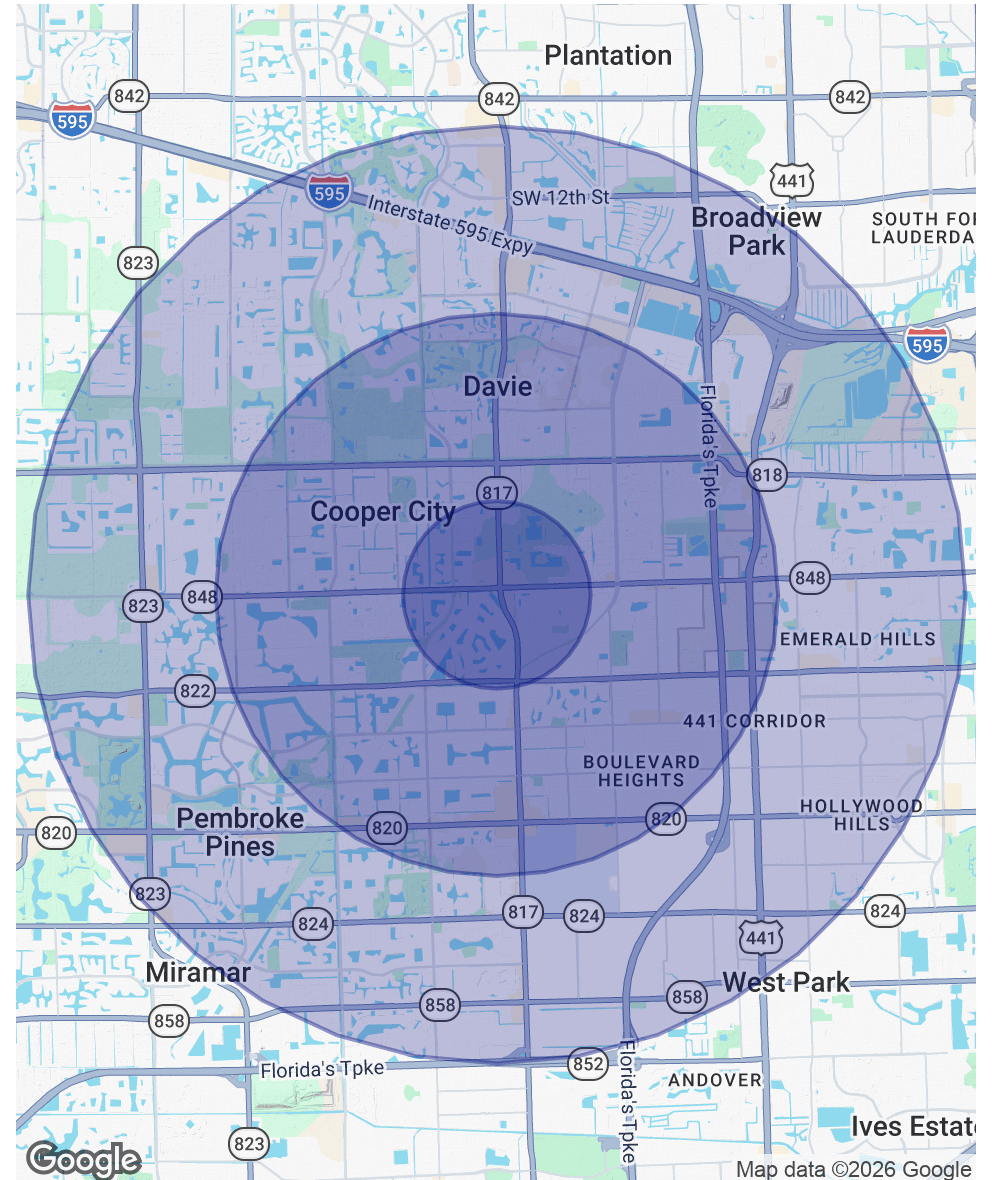 Plantation
842
842
842
595
441
595
SW 12th St
Interstate 595 Expy
Broadview
Park
SOUTH FOR
LAUDERDA
823
595
Davie
Florida's Tpke
818
817
Cooper City
848
848
823
EMERALD HILLS
822
441 CORRIDOR
BOULEVARD
HEIGHTS
HOLLYWOOD
HILLS
Pembroke
Pines
820
820
820
823
817
824
824
824
441
Miramar
West Park
858
858
858
Florida's Tpke
852
Florida's Tpke
ANDOVER
Ives Estat
823
Google
Map data ©2026 Google